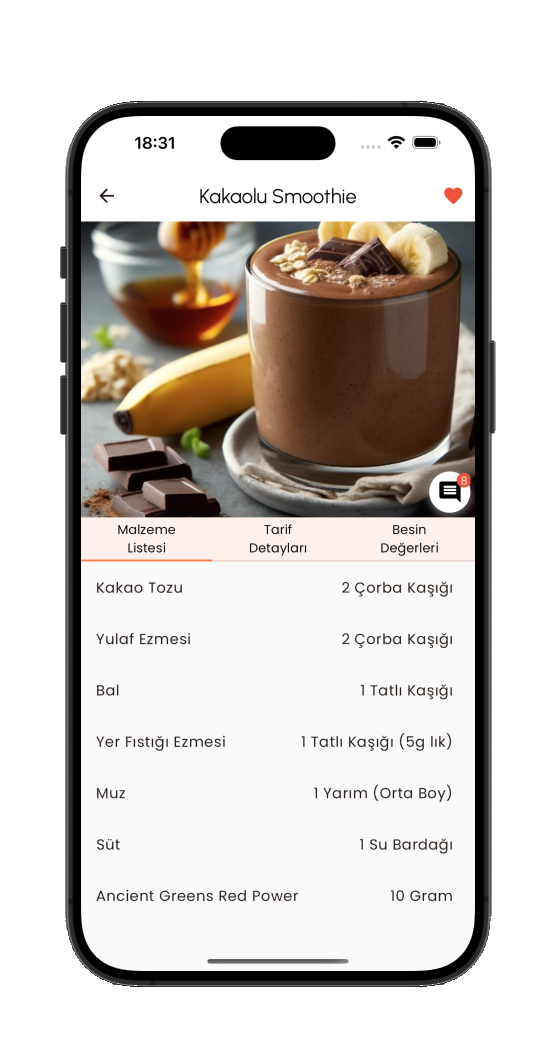 18:31
Kakaolu Smoothie
8
Malzeme Listesi
Tarif Detayları
Besin Değerleri
Kakao Tozu 2 Çorba Kaşığı
Yulaf Ezmesi 2 Çorba Kaşığı
Bal 1 Tatlı Kaşığı
Yer Fıstığı Ezmesi 1 Tatlı Kaşığı (5g lık)
Muz 1 Yarım (Orta Boy)
Süt 1 Su Bardağı
Ancient Greens Red Power 10 Gram